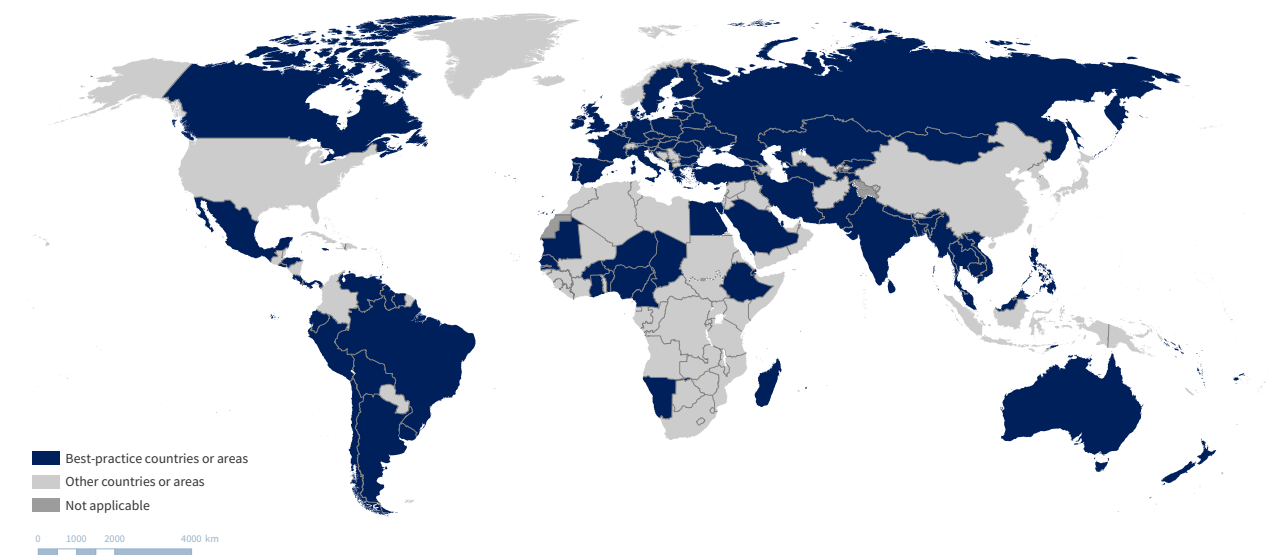 Best-practice countries or areas
Other countries or areas
Not applicable
0 1000 2000 4000 km